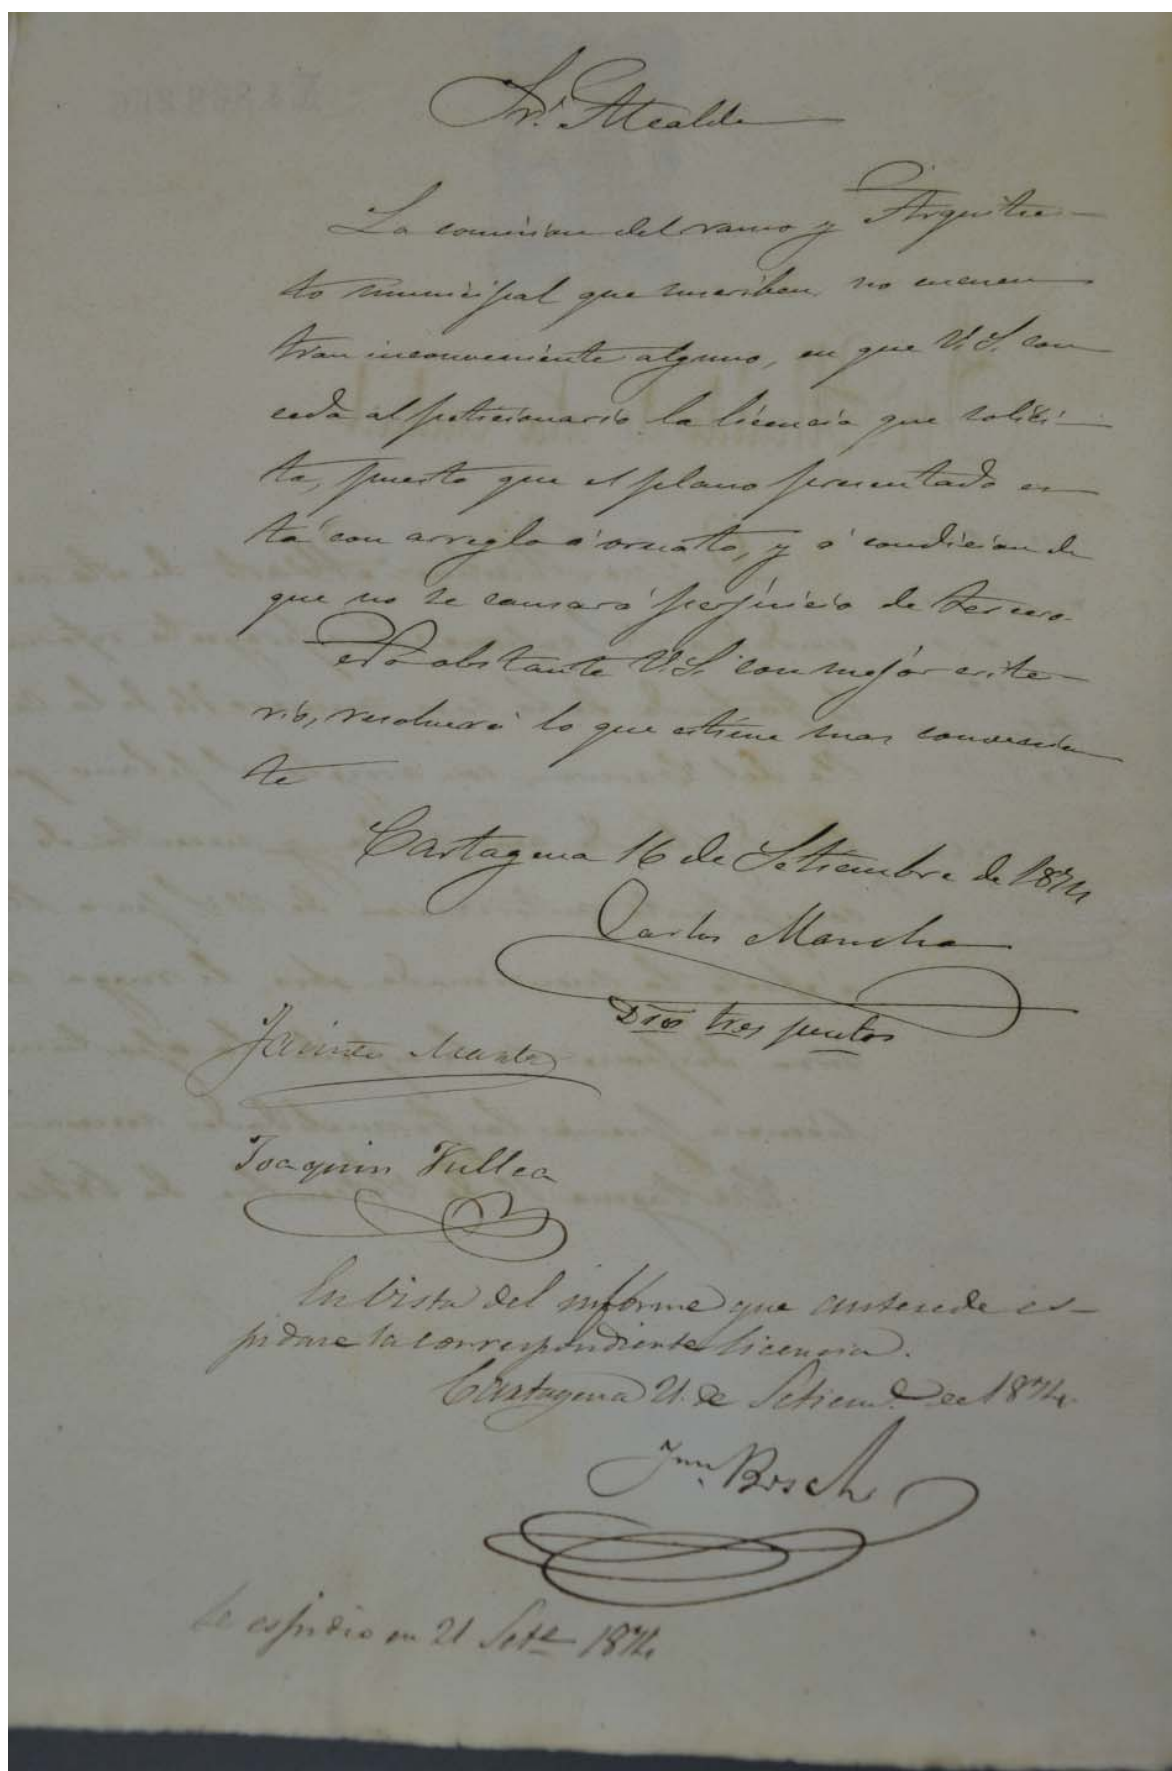 Sr. Alcalde
La comision del ramo y Arquitec
to municipal que suscriben, no encuen
tran inconveniente alguno, en que V.S. con
ceda al peticionario la licencia que solici-
ta, puesto que el plano presentado es
tá con arreglo á ornato, y á condicion de
que no se causará perjuicio de tercero.
No obstante V.S. con mejor crite-
rio, resolverá lo que estime mas convenien
te
Cartagena 16 de Setiembre de 1874
Carlos Mancha
Dros tres puntos
Jacinto
Joaquin
En vista del informe que antecede es-
pidase la correspondiente licencia.
Cartagena 21. de Setiem.e de 1874
Jnn. Bosch
Se espidio en 21 Sete 1874